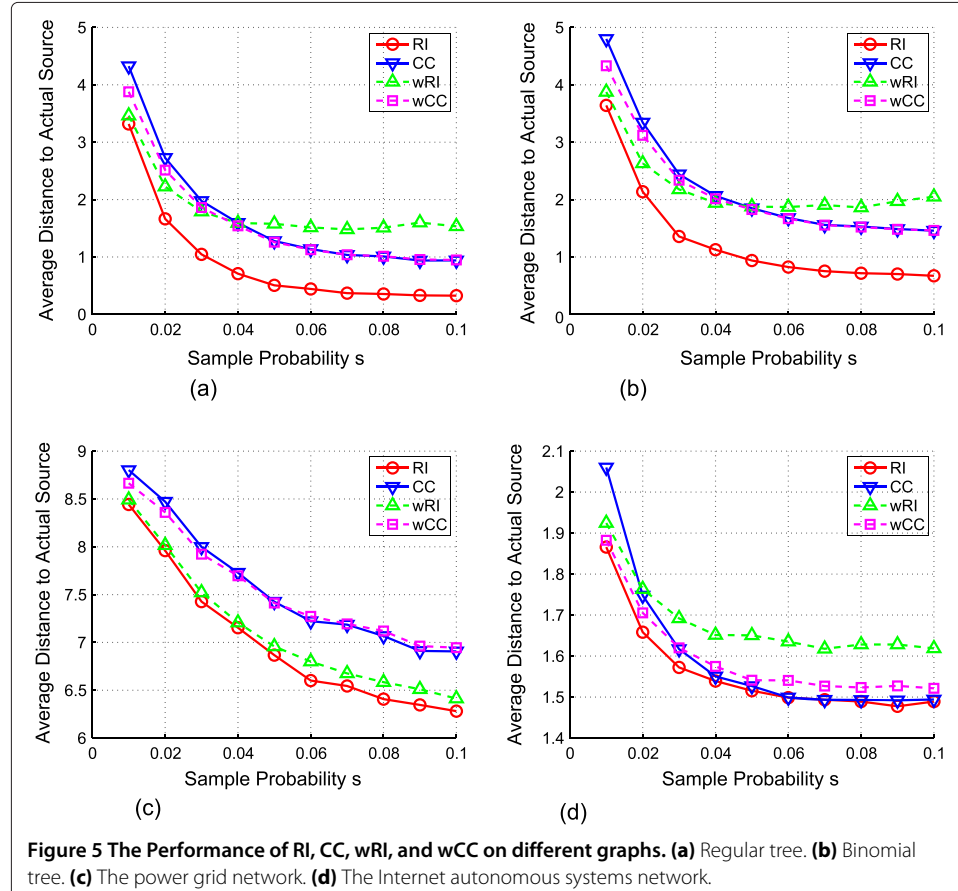 5
4
3
2
1
0
Average Distance to Actual Source
0 0.02 0.04 0.06 0.08 0.1
Sample Probability s
RI
CC
wRI
wCC
(a)
5
4
3
2
1
0
Average Distance to Actual Source
0 0.02 0.04 0.06 0.08 0.1
Sample Probability s
RI
CC
wRI
wCC
(b)
9
8.5
8
7.5
7
6.5
6
Average Distance to Actual Source
0 0.02 0.04 0.06 0.08 0.1
Sample Probability s
RI
CC
wRI
wCC
(c)
2.1
2
1.9
1.8
1.7
1.6
1.5
1.4
Average Distance to Actual Source
0 0.02 0.04 0.06 0.08 0.1
Sample Probability s
RI
CC
wRI
wCC
(d)
Figure 5 The Performance of RI, CC, wRI, and wCC on different graphs. (a) Regular tree. (b) Binomial
tree. (c) The power grid network. (d) The Internet autonomous systems network.